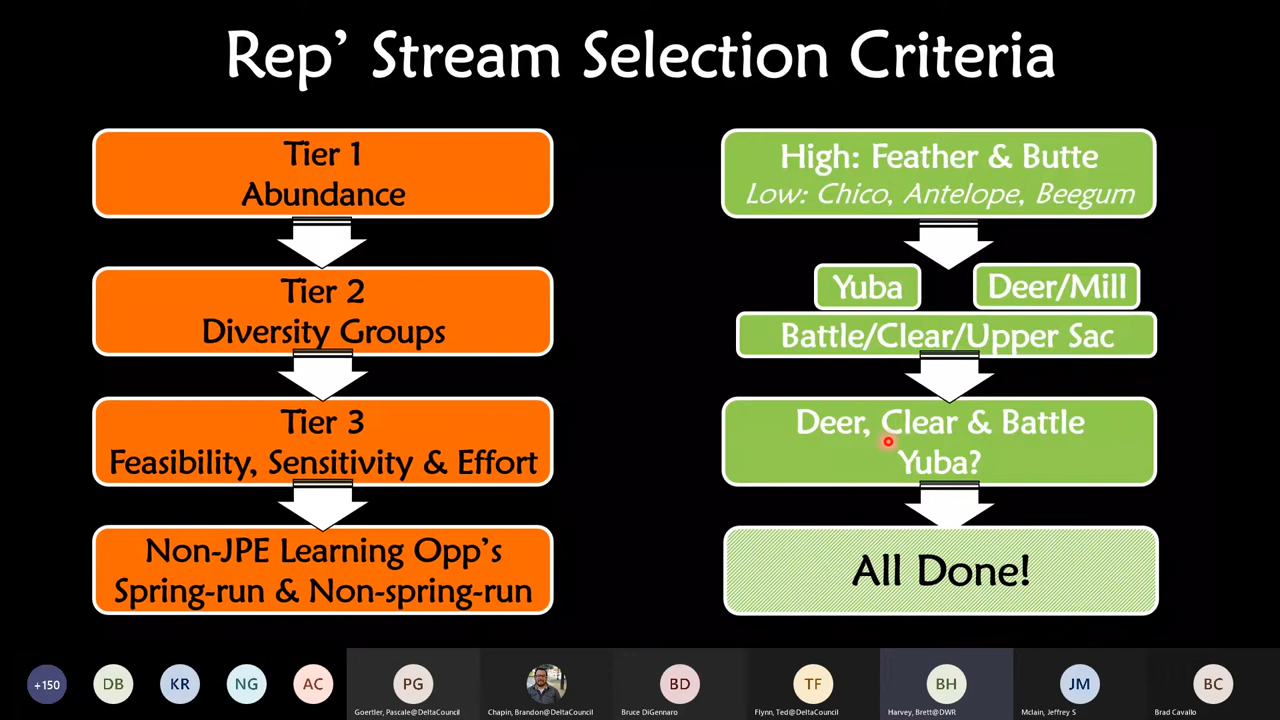 Rep' Stream Selection Criteria
Tier 1
Abundance
Tier 2
Diversity Groups
Tier 3
Feasibility, Sensitivity & Effort
Non-JPE Learning Opp's
Spring-run & Non-spring-run
High: Feather & Butte
Low: Chico, Antelope, Beegum
Yuba
Deer/Mill
Battle/Clear/Upper Sac
Deer, Clear & Battle
Yuba?
All Done!
+150
DB
KR
NG
AC
PG
BD
TF
BH
JM
BC
Goertler, Pascale@DeltaCouncil
Chapin, Brandon@DeltaCouncil
Bruce DiGennaro
Flynn, Ted@DeltaCouncil
Harvey, Brett@DWR
Mclain, Jeffrey S
Brad Cavallo